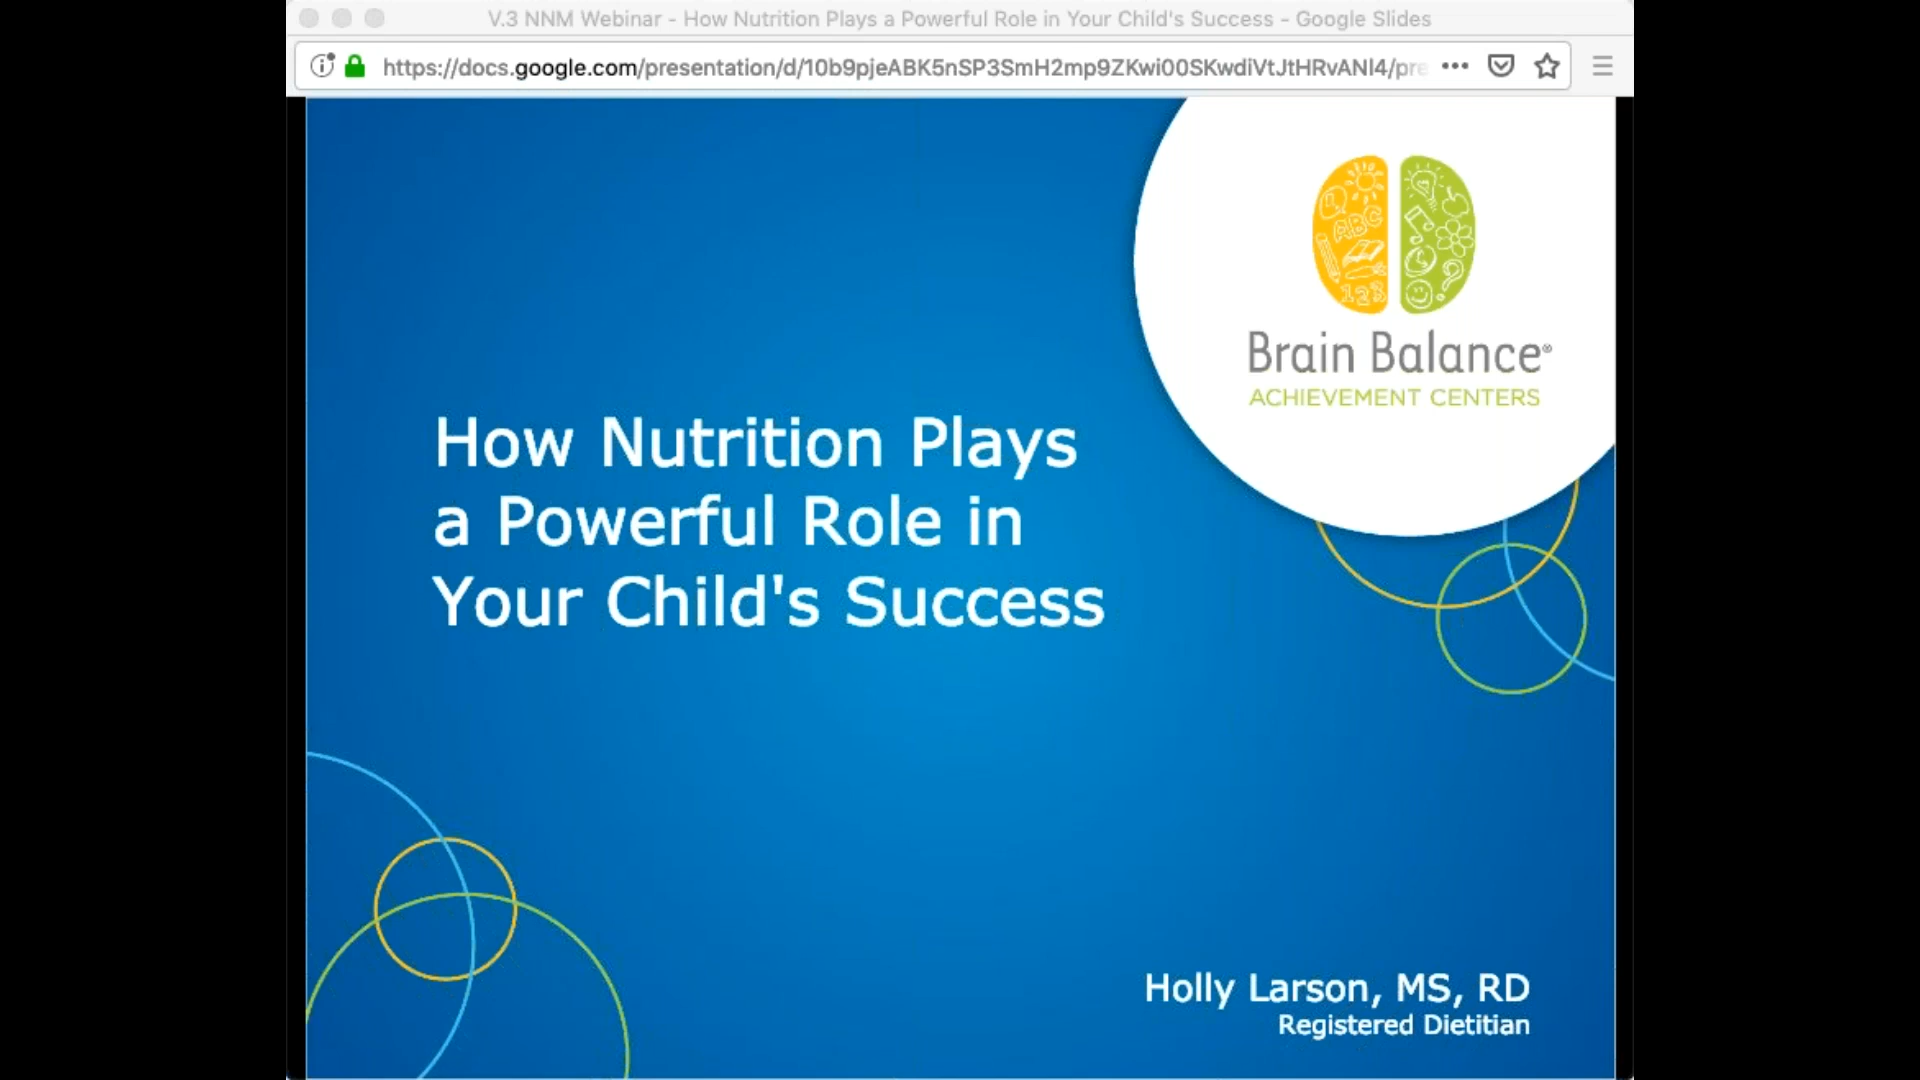 V.3 NNM Webinar - How Nutrition Plays a Powerful Role in Your Child's Success - Google Slides
https://docs.google.com/presentation/d/10b9pjeABK5nSP3SmH2mp9ZKwi00SKwdiVtJtHRvANI4/pre
ABC
123
Brain Balance®
ACHIEVEMENT CENTERS
How Nutrition Plays
a Powerful Role in
Your Child's Success
Holly Larson, MS, RD
Registered Dietitian